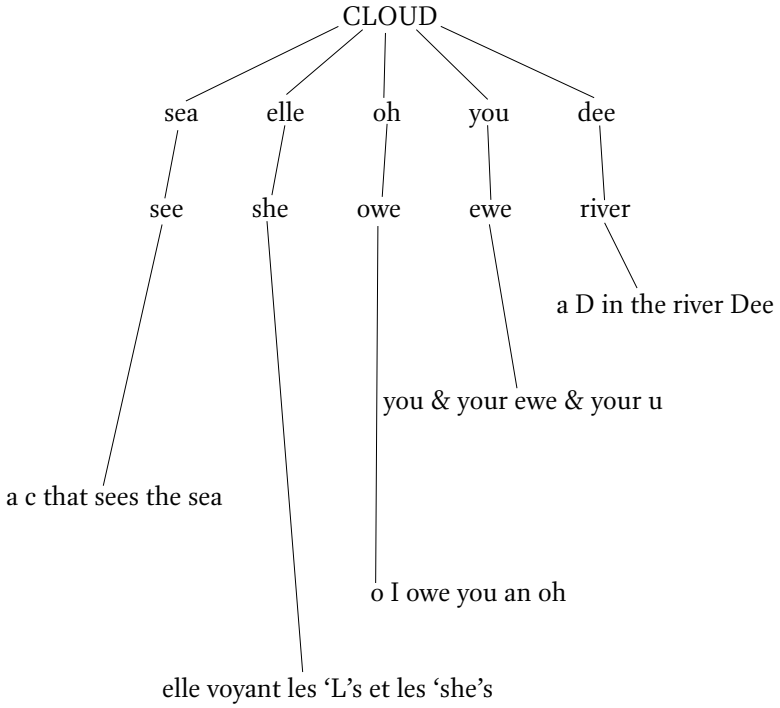 CLOUD
sea elle oh you dee
see she owe ewe river
a D in the river Dee
you & your ewe & your u
a c that sees the sea
o I owe you an oh
elle voyant les ‘L’s et les ‘she’s